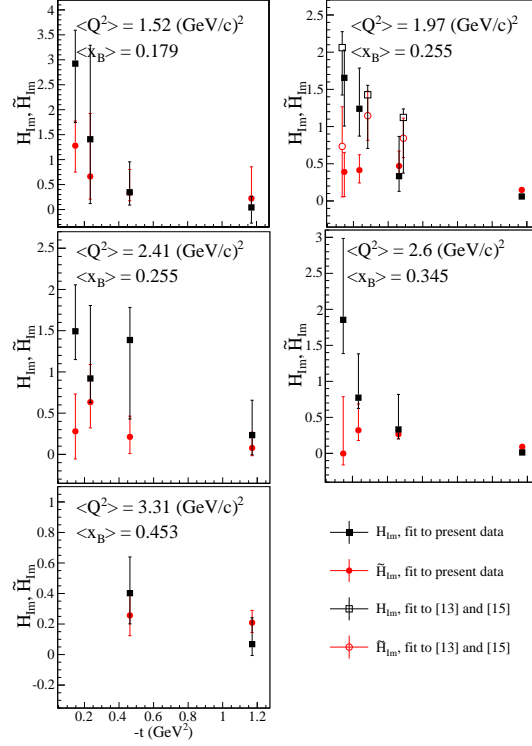 <Q²> = 1.52 (GeV/c)²
<x_B> = 0.179
H_Im, H̃_Im
4
3.5
3
2.5
2
1.5
1
0.5
0
<Q²> = 1.97 (GeV/c)²
<x_B> = 0.255
H_Im, H̃_Im
2.5
2
1.5
1
0.5
0
<Q²> = 2.41 (GeV/c)²
<x_B> = 0.255
H_Im, H̃_Im
2.5
2
1.5
1
0.5
0
<Q²> = 2.6 (GeV/c)²
<x_B> = 0.345
H_Im, H̃_Im
3
2.5
2
1.5
1
0.5
0
<Q²> = 3.31 (GeV/c)²
<x_B> = 0.453
H_Im, H̃_Im
1
0.8
0.6
0.4
0.2
0
-0.2
0.2 0.4 0.6 0.8 1 1.2
-t (GeV²)
H_Im, fit to present data
H̃_Im, fit to present data
H_Im, fit to [13] and [15]
H̃_Im, fit to [13] and [15]